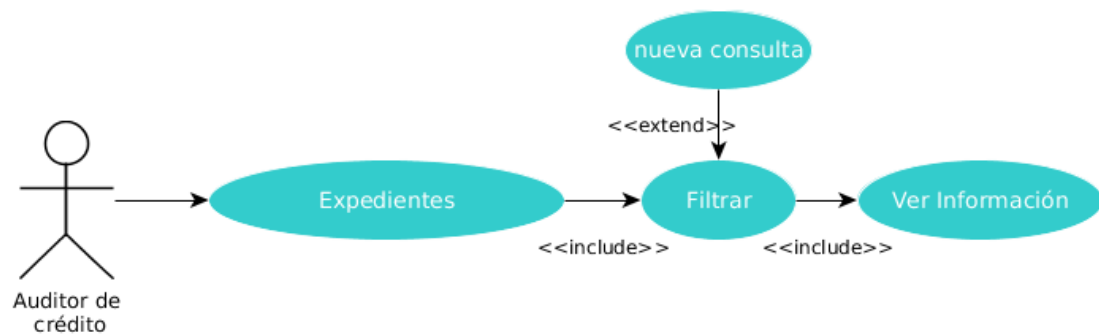 nueva consulta
<<extend>>
Expedientes
Filtrar
Ver Información
<<include>>
<<include>>
Auditor de
crédito